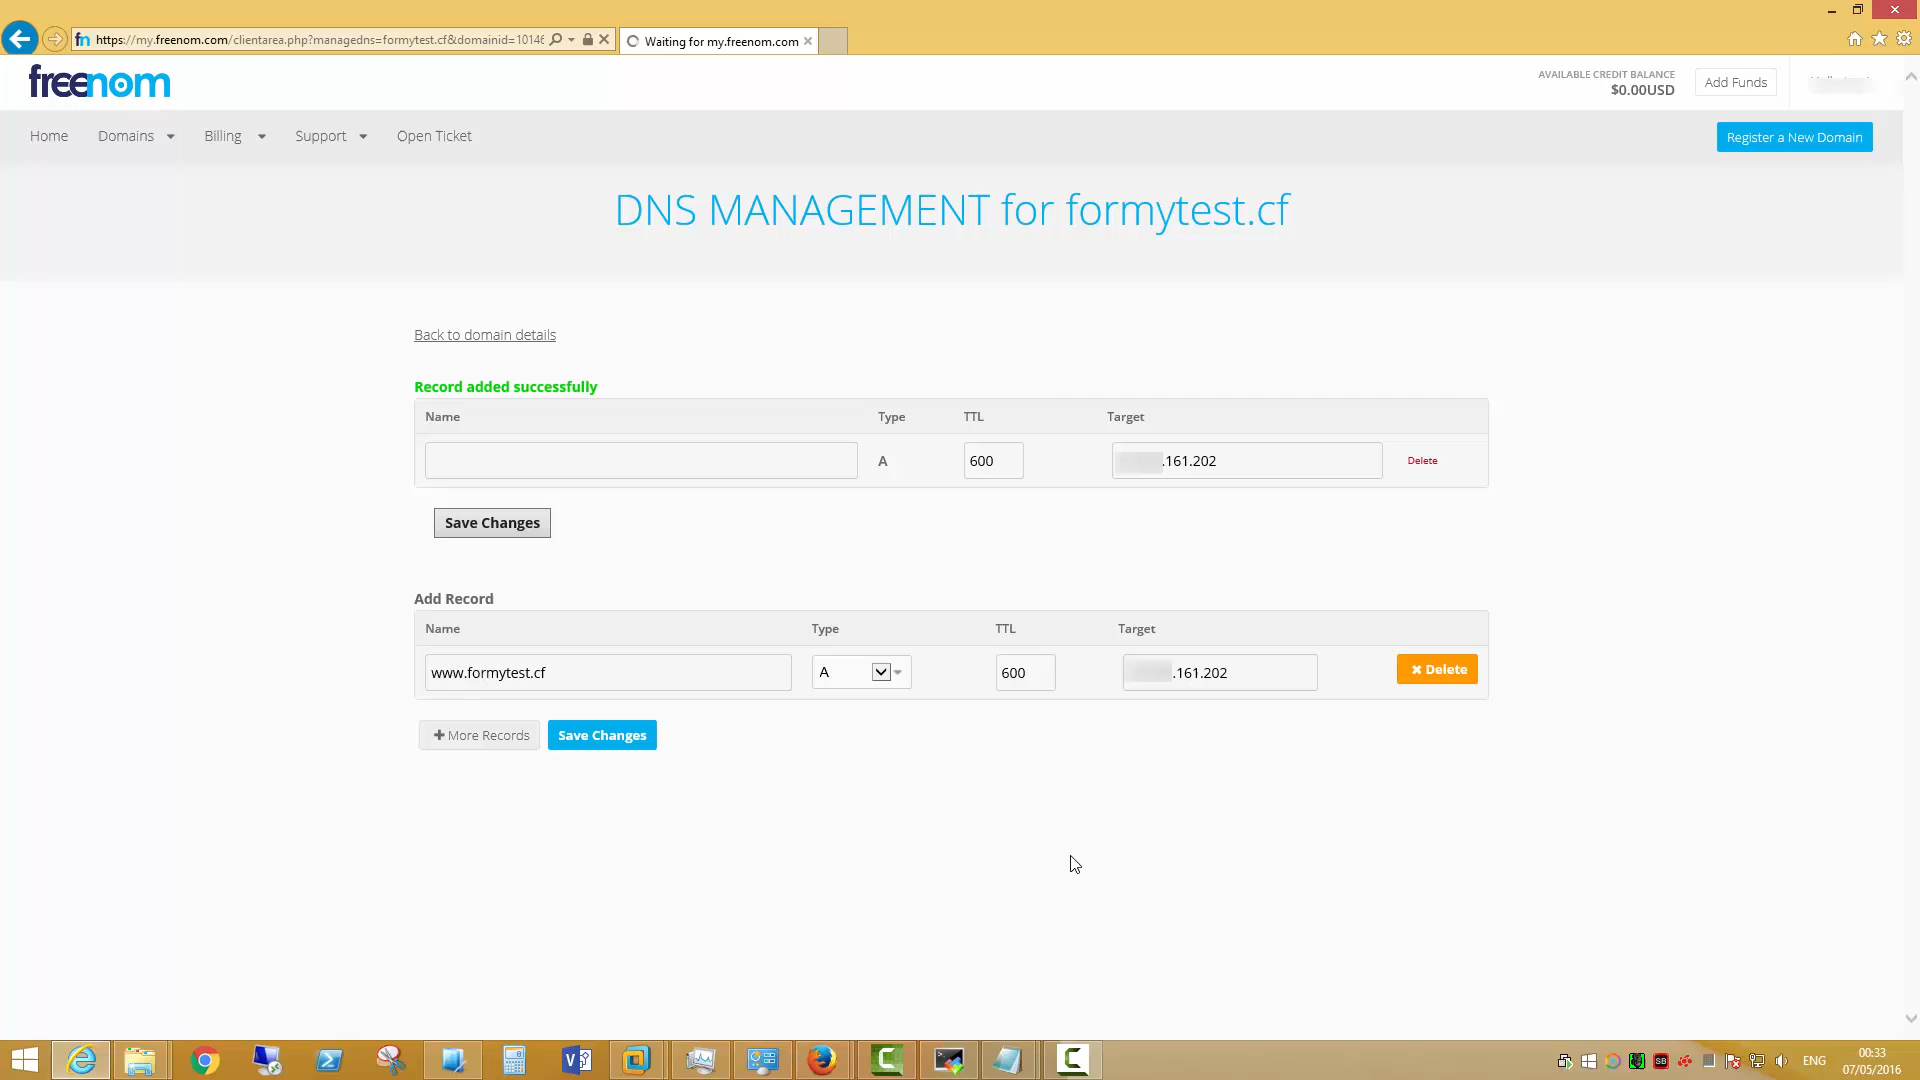 https://my.freenom.com/clientarea.php?managedns=formytest.cf&domainid=10146
Waiting for my.freenom.com
freenom
AVAILABLE CREDIT BALANCE
$0.00USD
Add Funds
Home
Domains
Billing
Support
Open Ticket
Register a New Domain
DNS MANAGEMENT for formytest.cf
Back to domain details
Record added successfully
Name Type TTL Target
A 600 .161.202 Delete
Save Changes
Add Record
Name Type TTL Target
www.formytest.cf A 600 .161.202 Delete
More Records
Save Changes
ENG
00:33
07/05/2016